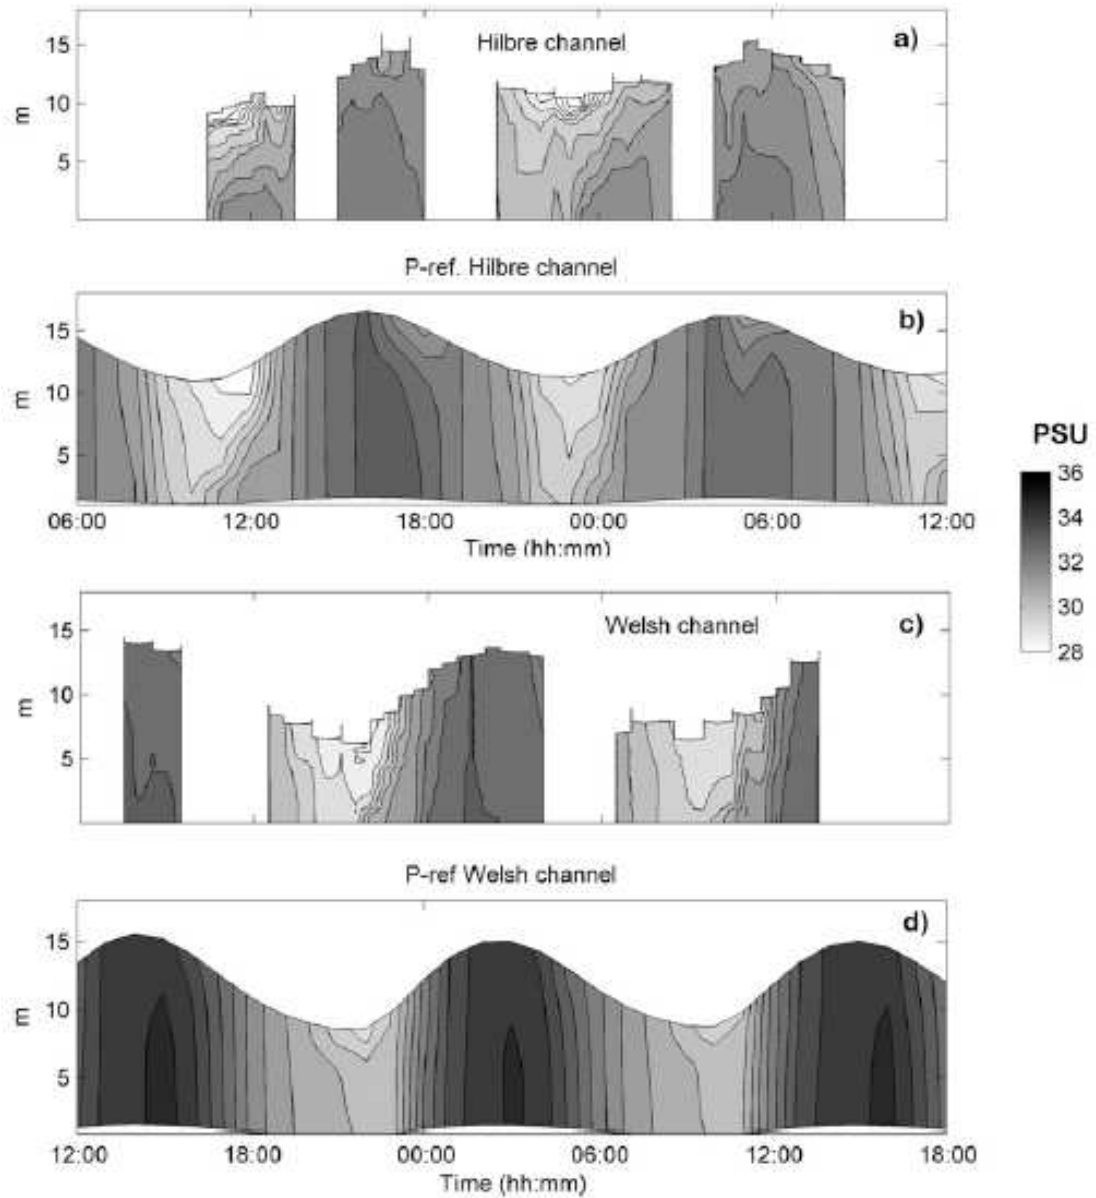 Hilbre channel
a)
15
10
5
m
P-ref. Hilbre channel
b)
15
10
5
m
06:00 12:00 18:00 00:00 06:00 12:00
Time (hh:mm)
PSU
36
34
32
30
28
Welsh channel
c)
15
10
5
m
P-ref Welsh channel
d)
15
10
5
m
12:00 18:00 00:00 06:00 12:00 18:00
Time (hh:mm)